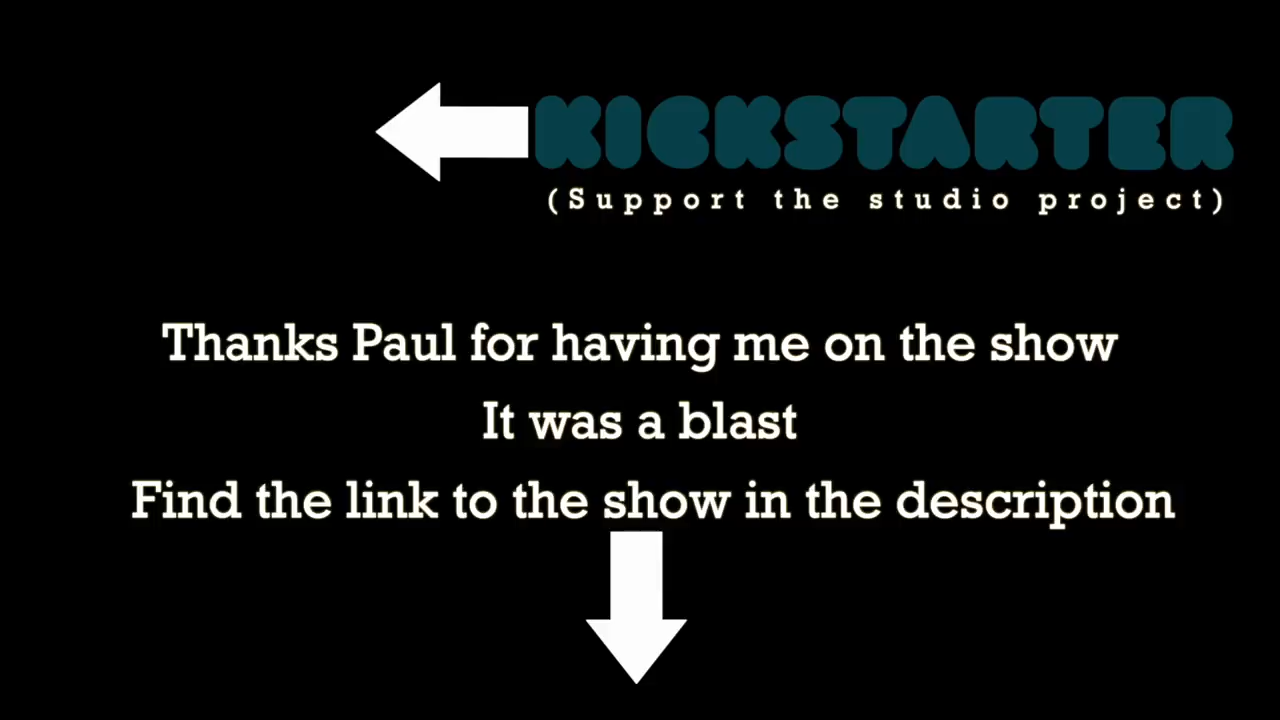 KICKSTARTER
(Support the studio project)
Thanks Paul for having me on the show
It was a blast
Find the link to the show in the description